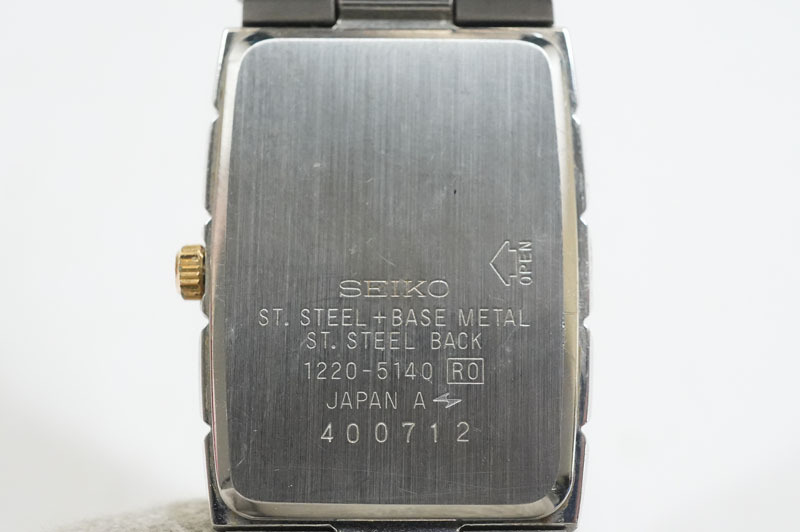 OPEN
SEIKO
ST. STEEL + BASE METAL
ST. STEEL BACK
1220-5140 R0
JAPAN A
400712